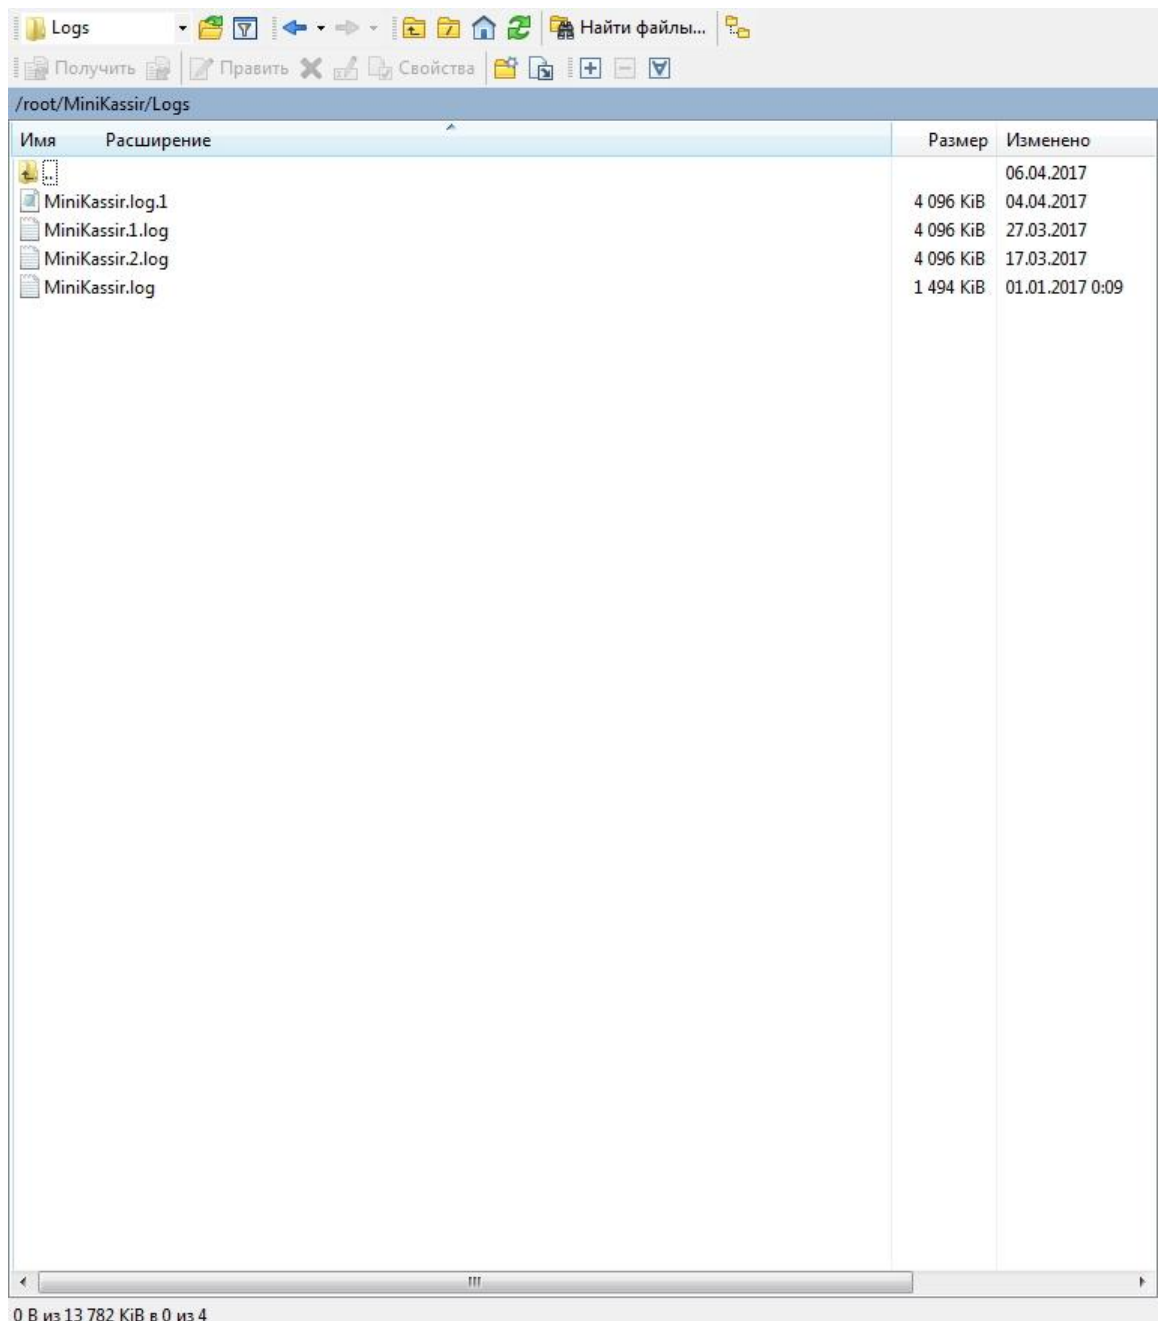 Logs
Найти файлы...
Получить Править Свойства
/root/MiniKassir/Logs
Имя Расширение Размер Изменено
.. 06.04.2017
MiniKassir.log.1 4 096 KiB 04.04.2017
MiniKassir.1.log 4 096 KiB 27.03.2017
MiniKassir.2.log 4 096 KiB 17.03.2017
MiniKassir.log 1 494 KiB 01.01.2017 0:09
0 B из 13 782 KiB в 0 из 4